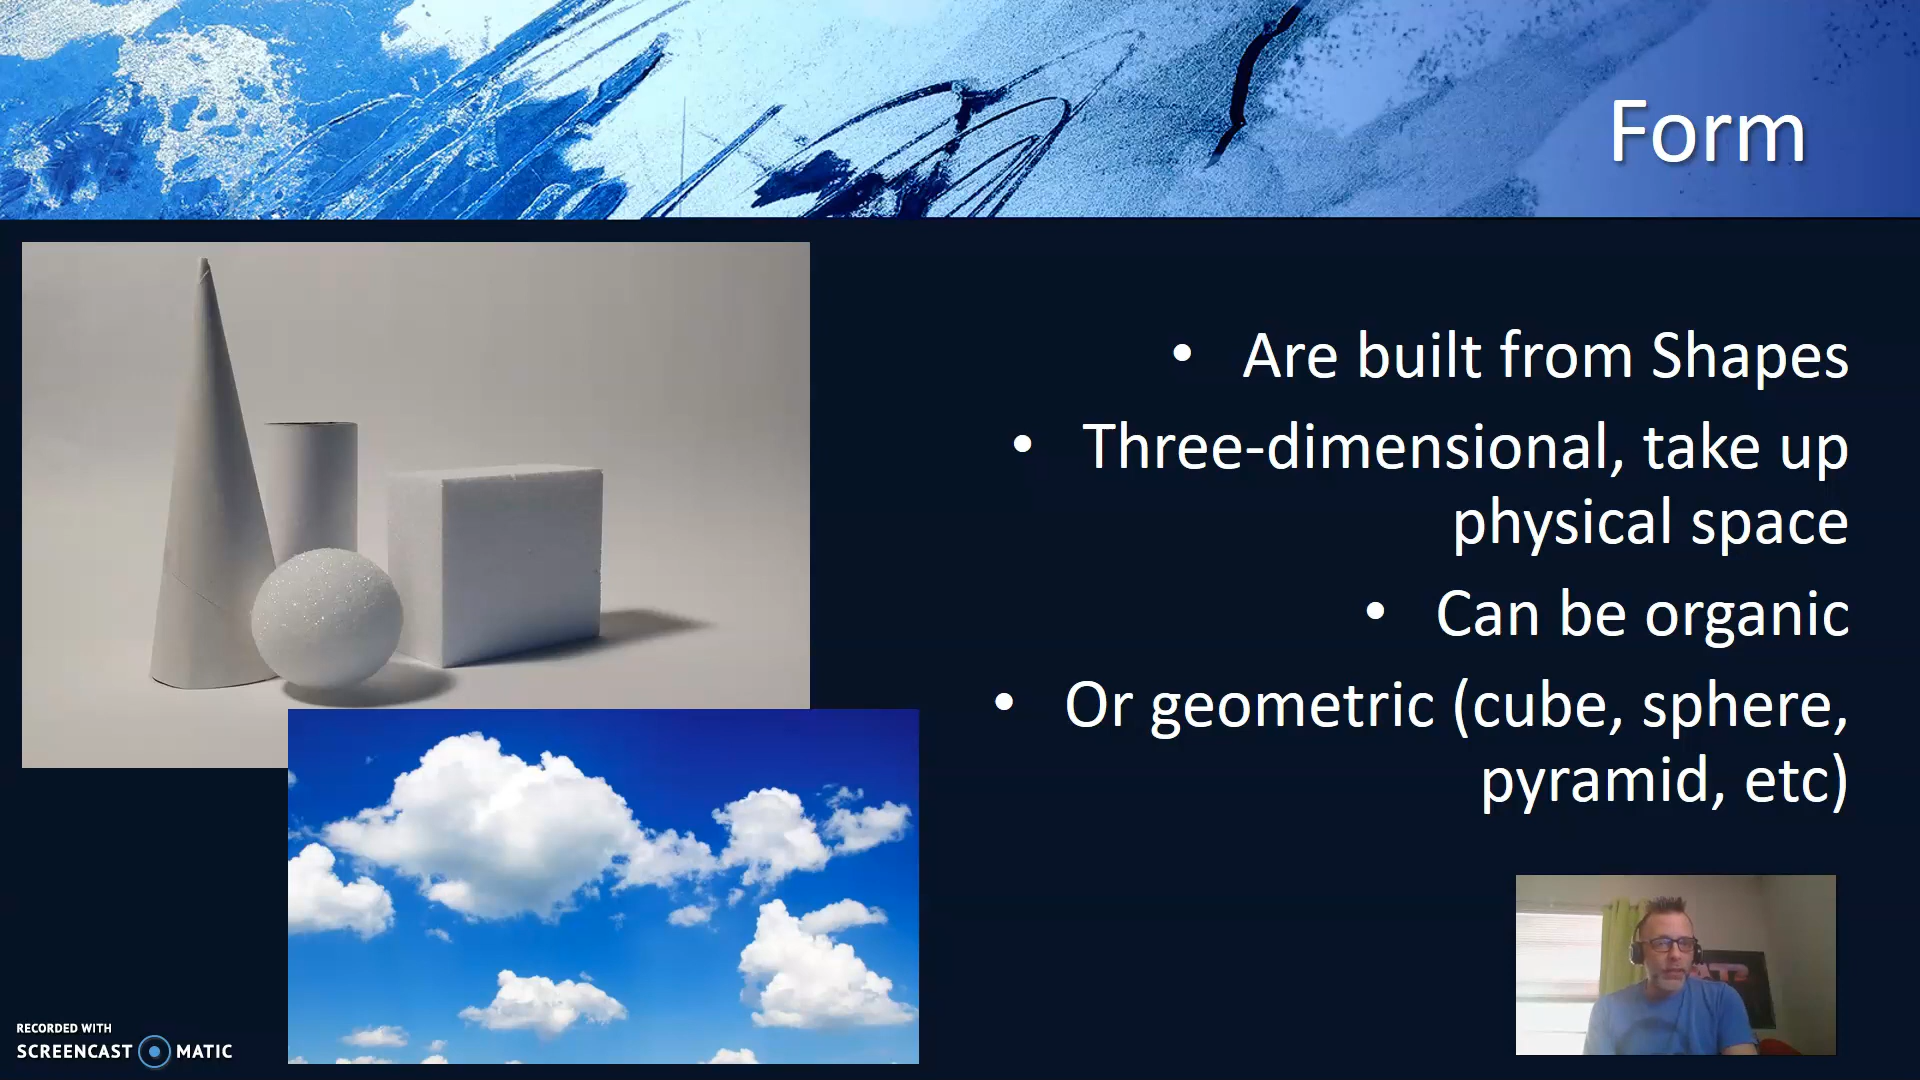 Form
• Are built from Shapes
• Three-dimensional, take up
physical space
• Can be organic
• Or geometric (cube, sphere,
pyramid, etc)
RECORDED WITH
SCREENCAST MATIC